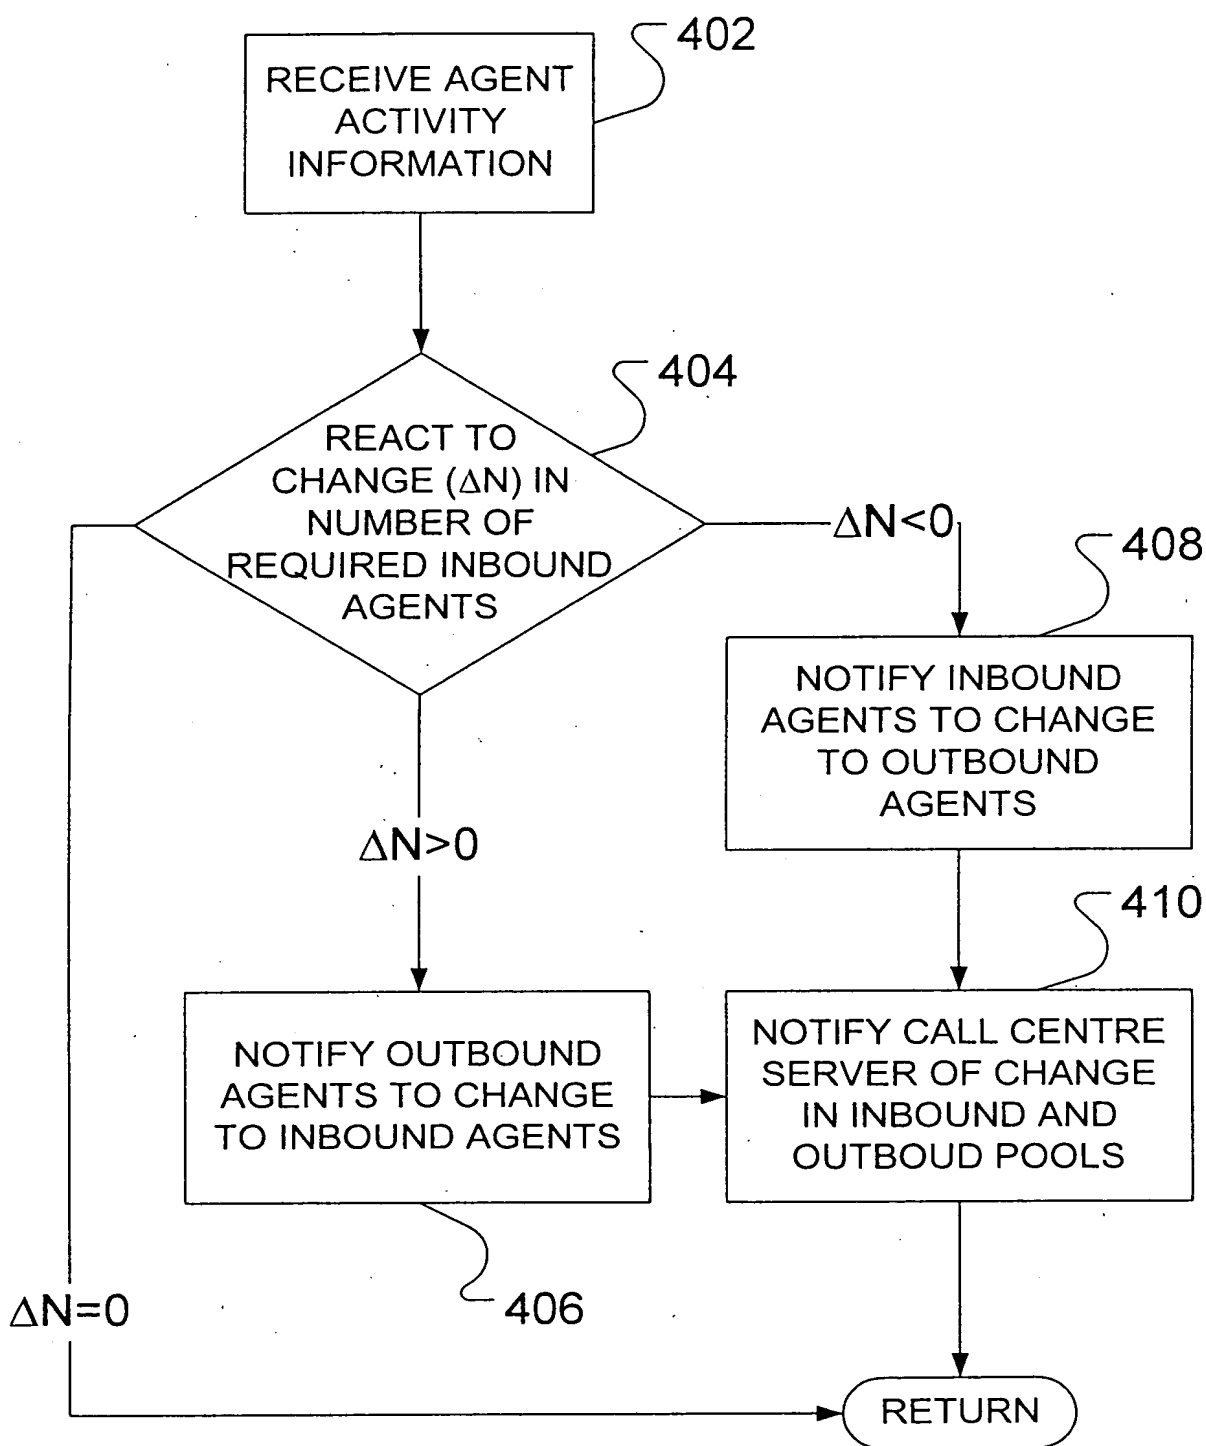 402
RECEIVE AGENT
ACTIVITY
INFORMATION
404
REACT TO
CHANGE (ΔN) IN
NUMBER OF
REQUIRED INBOUND
AGENTS
ΔN<0
408
NOTIFY INBOUND
AGENTS TO CHANGE
TO OUTBOUND
AGENTS
ΔN>0
410
NOTIFY OUTBOUND
AGENTS TO CHANGE
TO INBOUND AGENTS
NOTIFY CALL CENTRE
SERVER OF CHANGE
IN INBOUND AND
OUTBOUD POOLS
406
ΔN=0
RETURN